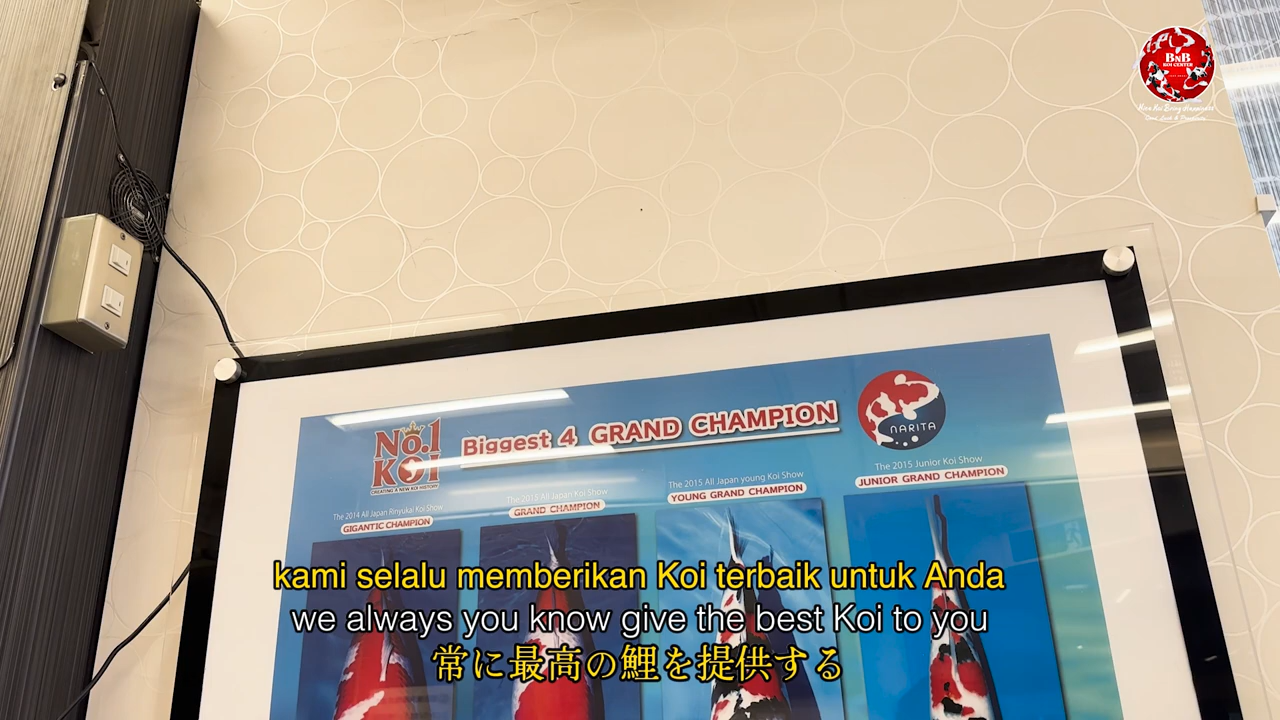 BNB
KOI CENTER
No.1
KOI
CREATING A NEW KOI HISTORY
Biggest 4 GRAND CHAMPION
NARITA
The 2014 All Japan Rinyukai Koi Show
GIGANTIC CHAMPION
The 2015 All Japan Koi Show
GRAND CHAMPION
The 2015 All Japan young Koi Show
YOUNG GRAND CHAMPION
The 2015 Junior Koi Show
JUNIOR GRAND CHAMPION
kami selalu memberikan Koi terbaik untuk Anda
we always you know give the best Koi to you
常に最高の鯉を提供する